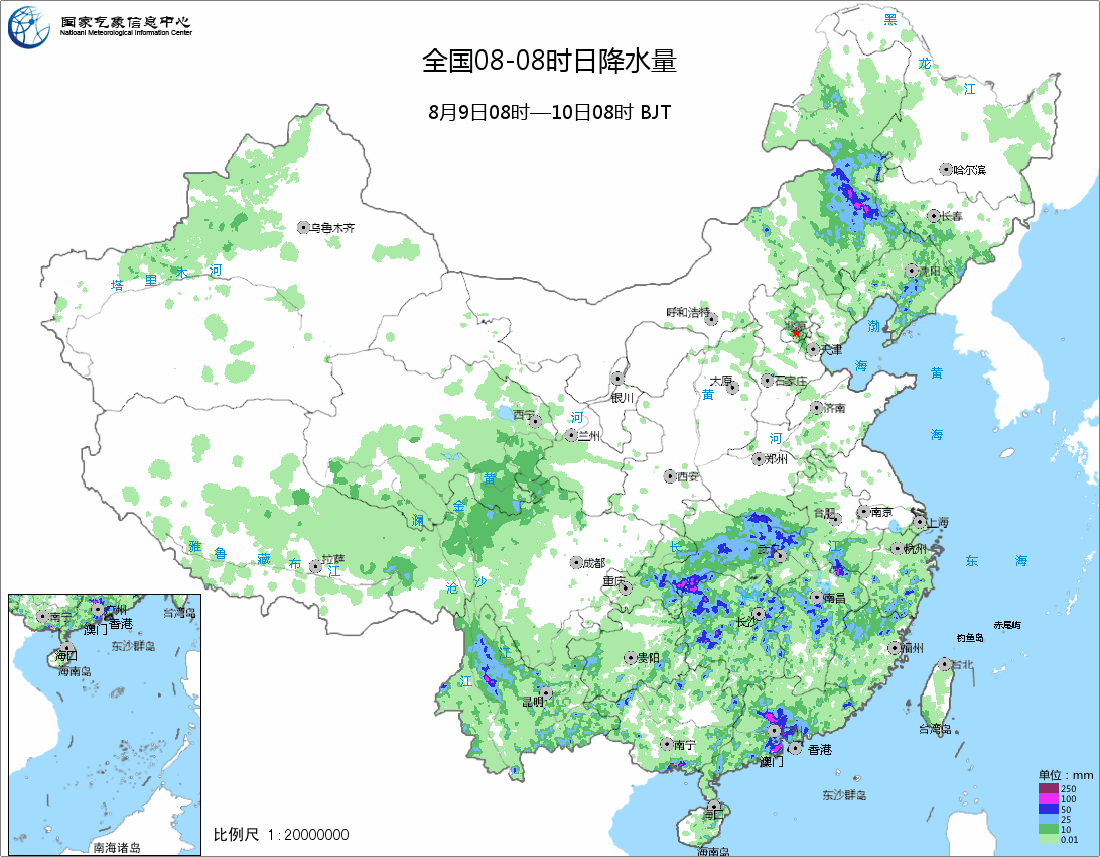 国家气象信息中心
Natioanl Meteorological Information Center
全国08-08时日降水量
8月9日08时—10日08时 BJT
黑
龙
江
哈尔滨
长春
乌鲁木齐
沈阳
塔 里 木 河
呼和浩特
北京
渤
天津
海
黄
太原
石家庄
银川
黄
济南
西宁
河
兰州
河
海
郑州
西安
黄
金
澜
合肥
南京
上海
雅 鲁 藏 布 江
拉萨
长
江
杭州
东 海
成都
重庆
沧 沙
南昌
长沙
赤尾屿
钓鱼岛
江
福州
贵阳
台北
江
昆明
台湾岛
南宁
香港
澳门
东沙群岛
海口
海南岛
南宁
广州
台湾岛
澳门
香港
海口
东沙群岛
海南岛
南海诸岛
比例尺 1:20000000
单位：mm
250
100
50
25
10
0.01